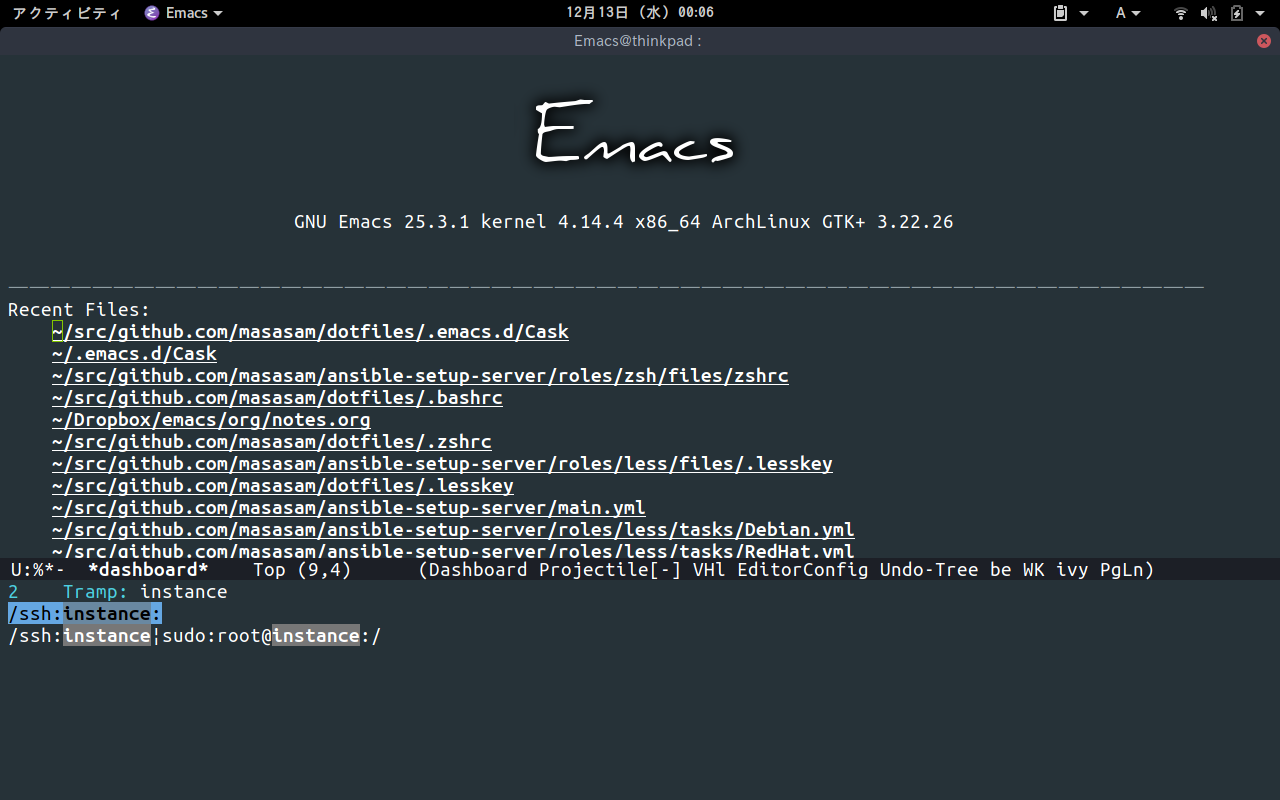 アクティビティ Emacs 12月13日 (水) 00:06 A
Emacs@thinkpad :
Emacs
GNU Emacs 25.3.1 kernel 4.14.4 x86_64 ArchLinux GTK+ 3.22.26
Recent Files:
~/src/github.com/masasam/dotfiles/.emacs.d/Cask
~/.emacs.d/Cask
~/src/github.com/masasam/ansible-setup-server/roles/zsh/files/zshrc
~/src/github.com/masasam/dotfiles/.bashrc
~/Dropbox/emacs/org/notes.org
~/src/github.com/masasam/dotfiles/.zshrc
~/src/github.com/masasam/ansible-setup-server/roles/less/files/.lesskey
~/src/github.com/masasam/dotfiles/.lesskey
~/src/github.com/masasam/ansible-setup-server/main.yml
~/src/github.com/masasam/ansible-setup-server/roles/less/tasks/Debian.yml
~/src/github.com/masasam/ansible-setup-server/roles/less/tasks/RedHat.yml
U:%*- *dashboard* Top (9,4) (Dashboard Projectile[-] VHl EditorConfig Undo-Tree be WK ivy PgLn)
2 Tramp: instance
/ssh:instance:
/ssh:instance¦sudo:root@instance:/